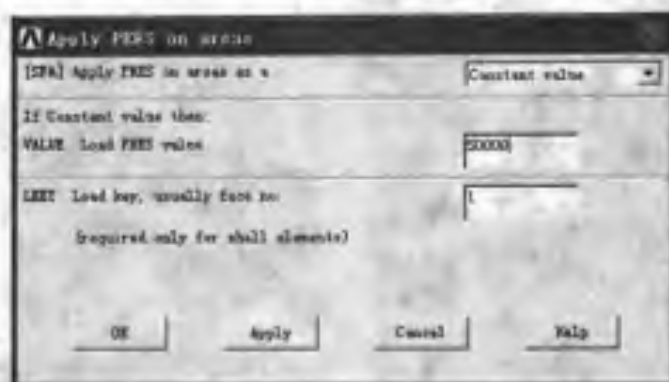 Apply PRES on areas
[SFA] Apply PRES on areas as a Constant value
If Constant value then:
VALUE Load PRES value 50000
LKEY Load key, usually face no. 1
(required only for shell elements)
OK Apply Cancel Help